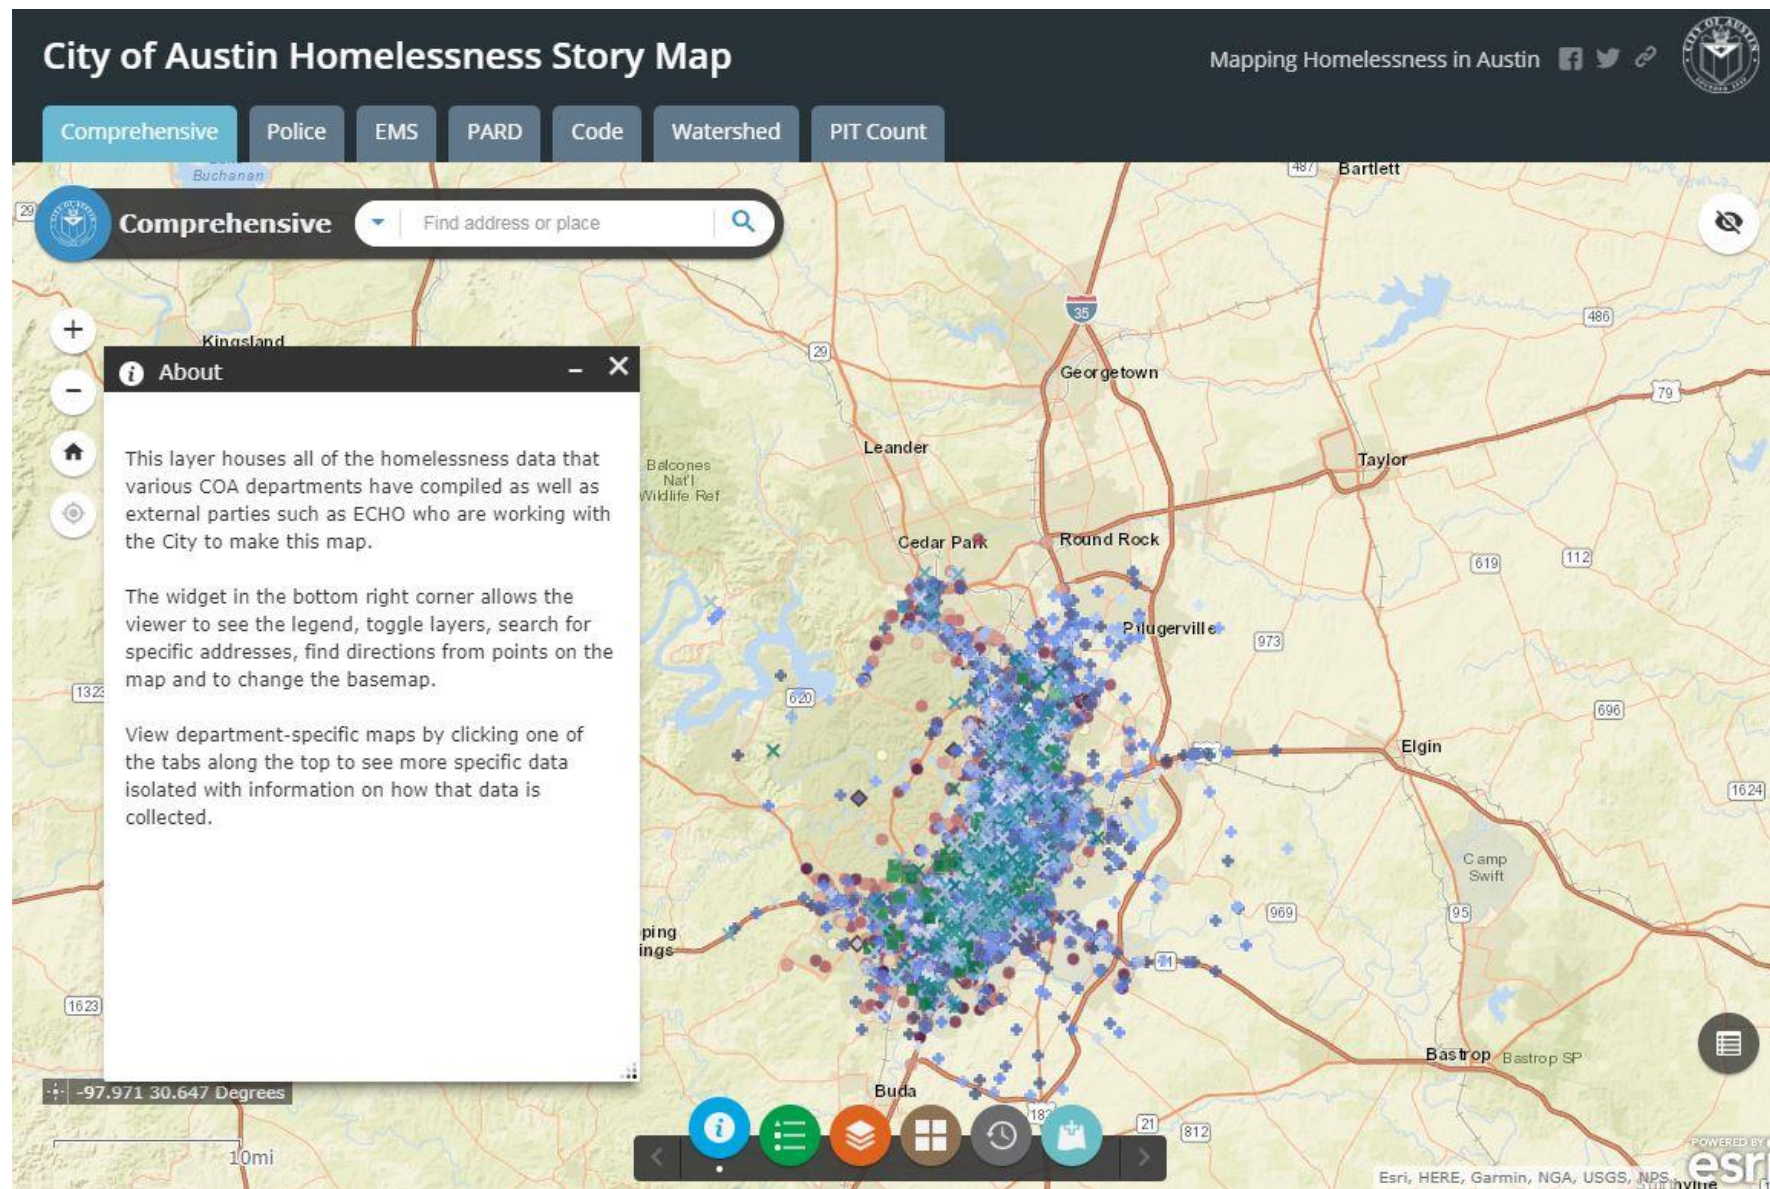 City of Austin Homelessness Story Map
Mapping Homelessness in Austin
Comprehensive
Police
EMS
PARD
Code
Watershed
PIT Count
Buchanan
29
Comprehensive
Find address or place
487
Bartlett
35
486
Kingsland
29
Georgetown
79
About
Leander
Taylor
Balcones
Nat'l
Wildlife Ref
This layer houses all of the homelessness data that
various COA departments have compiled as well as
external parties such as ECHO who are working with
the City to make this map.
The widget in the bottom right corner allows the
viewer to see the legend, toggle layers, search for
specific addresses, find directions from points on the
map and to change the basemap.
View department-specific maps by clicking one of
the tabs along the top to see more specific data
isolated with information on how that data is
collected.
Cedar Park
Round Rock
619
112
Pflugerville
973
1323
620
696
Elgin
1624
Camp
Swift
969
95
ping
ings
71
1623
Bastrop
Bastrop SP
-97.971 30.647 Degrees
Buda
183
21
812
10mi
POWERED BY
esri
Esri, HERE, Garmin, NGA, USGS, NPS